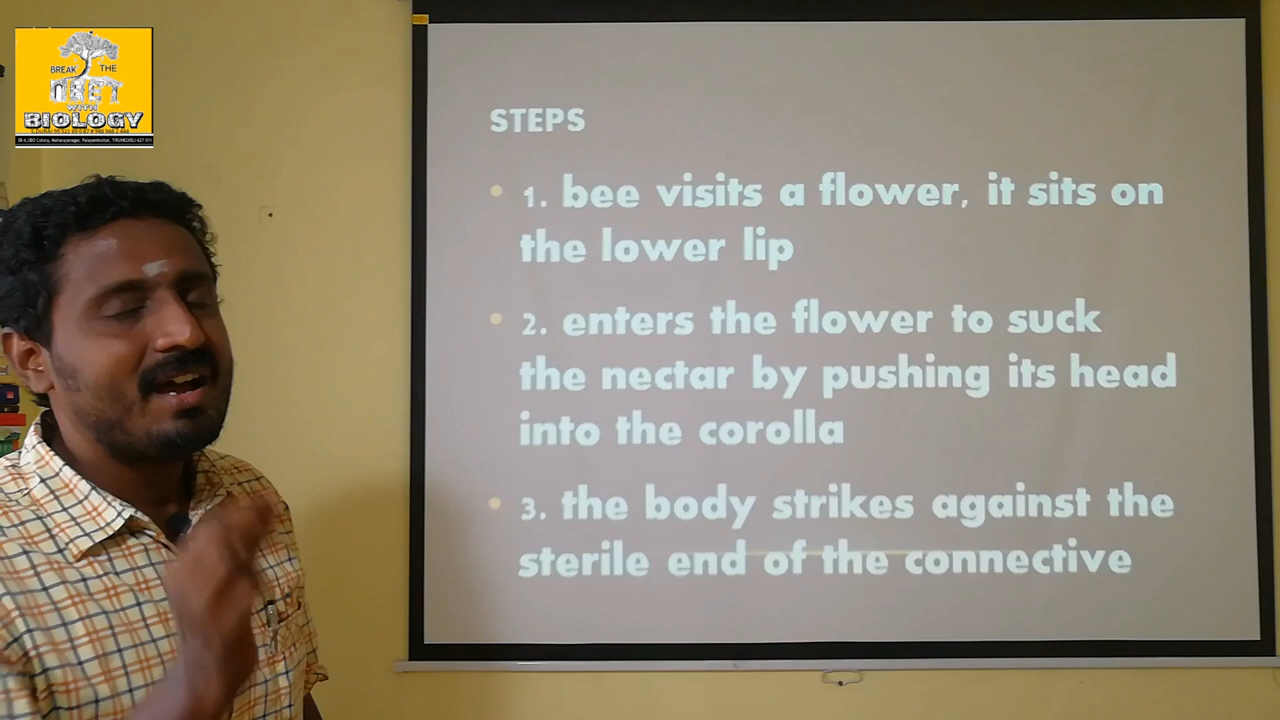 BREAK THE
NEET
WITH
BIOLOGY
STEPS
• 1. bee visits a flower, it sits on
the lower lip
• 2. enters the flower to suck
the nectar by pushing its head
into the corolla
• 3. the body strikes against the
sterile end of the connective